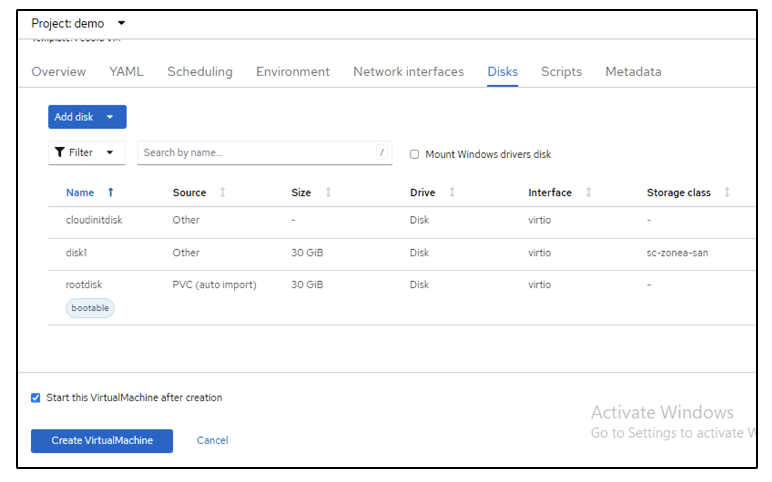 Project: demo
Template: Fedora VM
Overview YAML Scheduling Environment Network interfaces Disks Scripts Metadata
Add disk
Filter Search by name... / Mount Windows drivers disk
Name Source Size Drive Interface Storage class
cloudinitdisk Other - Disk virtio -
disk1 Other 30 GiB Disk virtio sc-zonea-san
rootdisk PVC (auto import) 30 GiB Disk virtio -
bootable
Start this VirtualMachine after creation
Activate Windows
Go to Settings to activate W
Create VirtualMachine Cancel